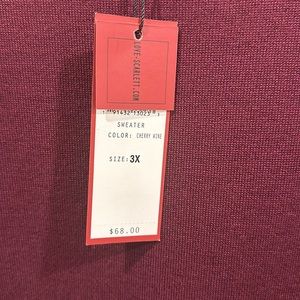 LOVE-SCARLETT.COM
SWEATER
COLOR: CHERRY WINE
SIZE: 3X
$68.00